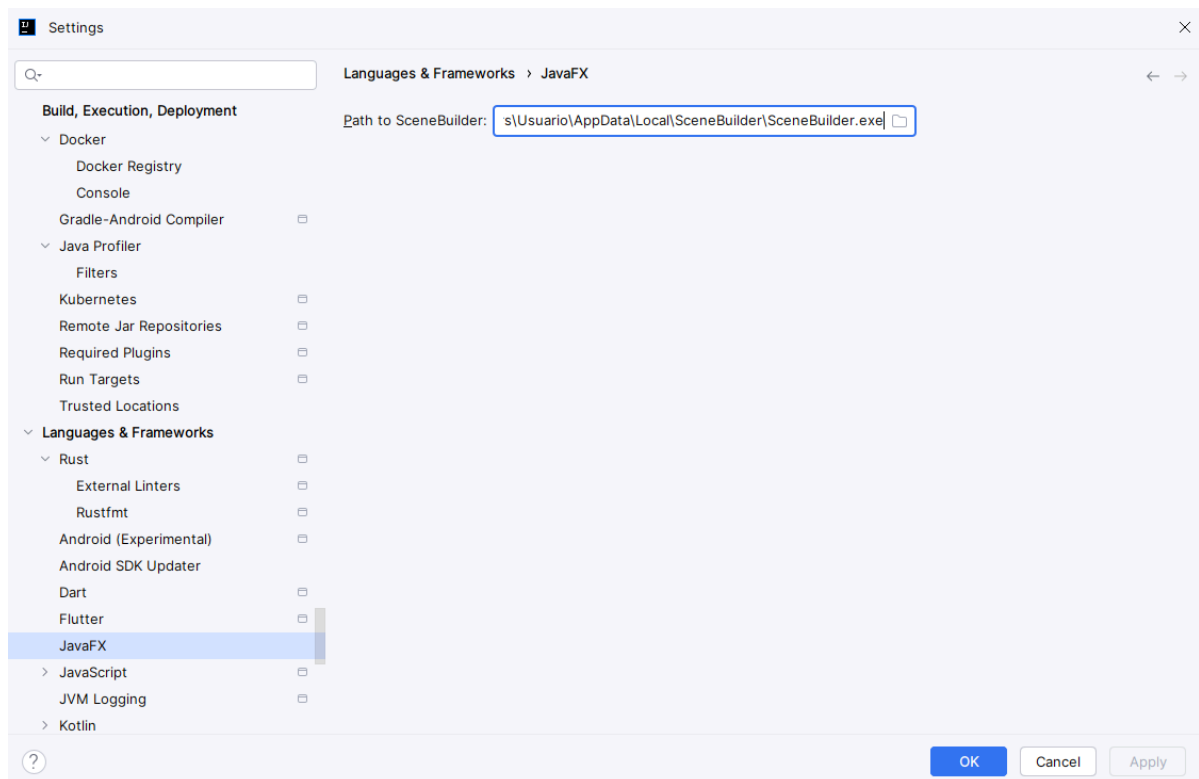 Settings
Languages & Frameworks › JavaFX
Path to SceneBuilder: s\Usuario\AppData\Local\SceneBuilder\SceneBuilder.exe
Build, Execution, Deployment
Docker
Docker Registry
Console
Gradle-Android Compiler
Java Profiler
Filters
Kubernetes
Remote Jar Repositories
Required Plugins
Run Targets
Trusted Locations
Languages & Frameworks
Rust
External Linters
Rustfmt
Android (Experimental)
Android SDK Updater
Dart
Flutter
JavaFX
JavaScript
JVM Logging
Kotlin
?
OK Cancel Apply